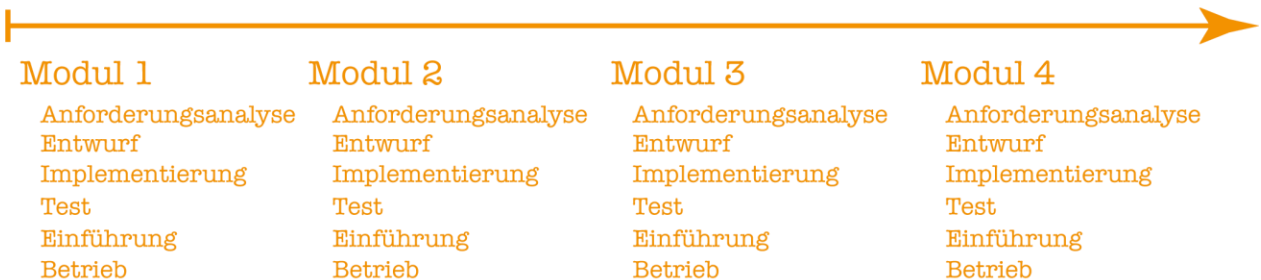 Modul 1
Anforderungsanalyse
Entwurf
Implementierung
Test
Einführung
Betrieb
Modul 2
Anforderungsanalyse
Entwurf
Implementierung
Test
Einführung
Betrieb
Modul 3
Anforderungsanalyse
Entwurf
Implementierung
Test
Einführung
Betrieb
Modul 4
Anforderungsanalyse
Entwurf
Implementierung
Test
Einführung
Betrieb